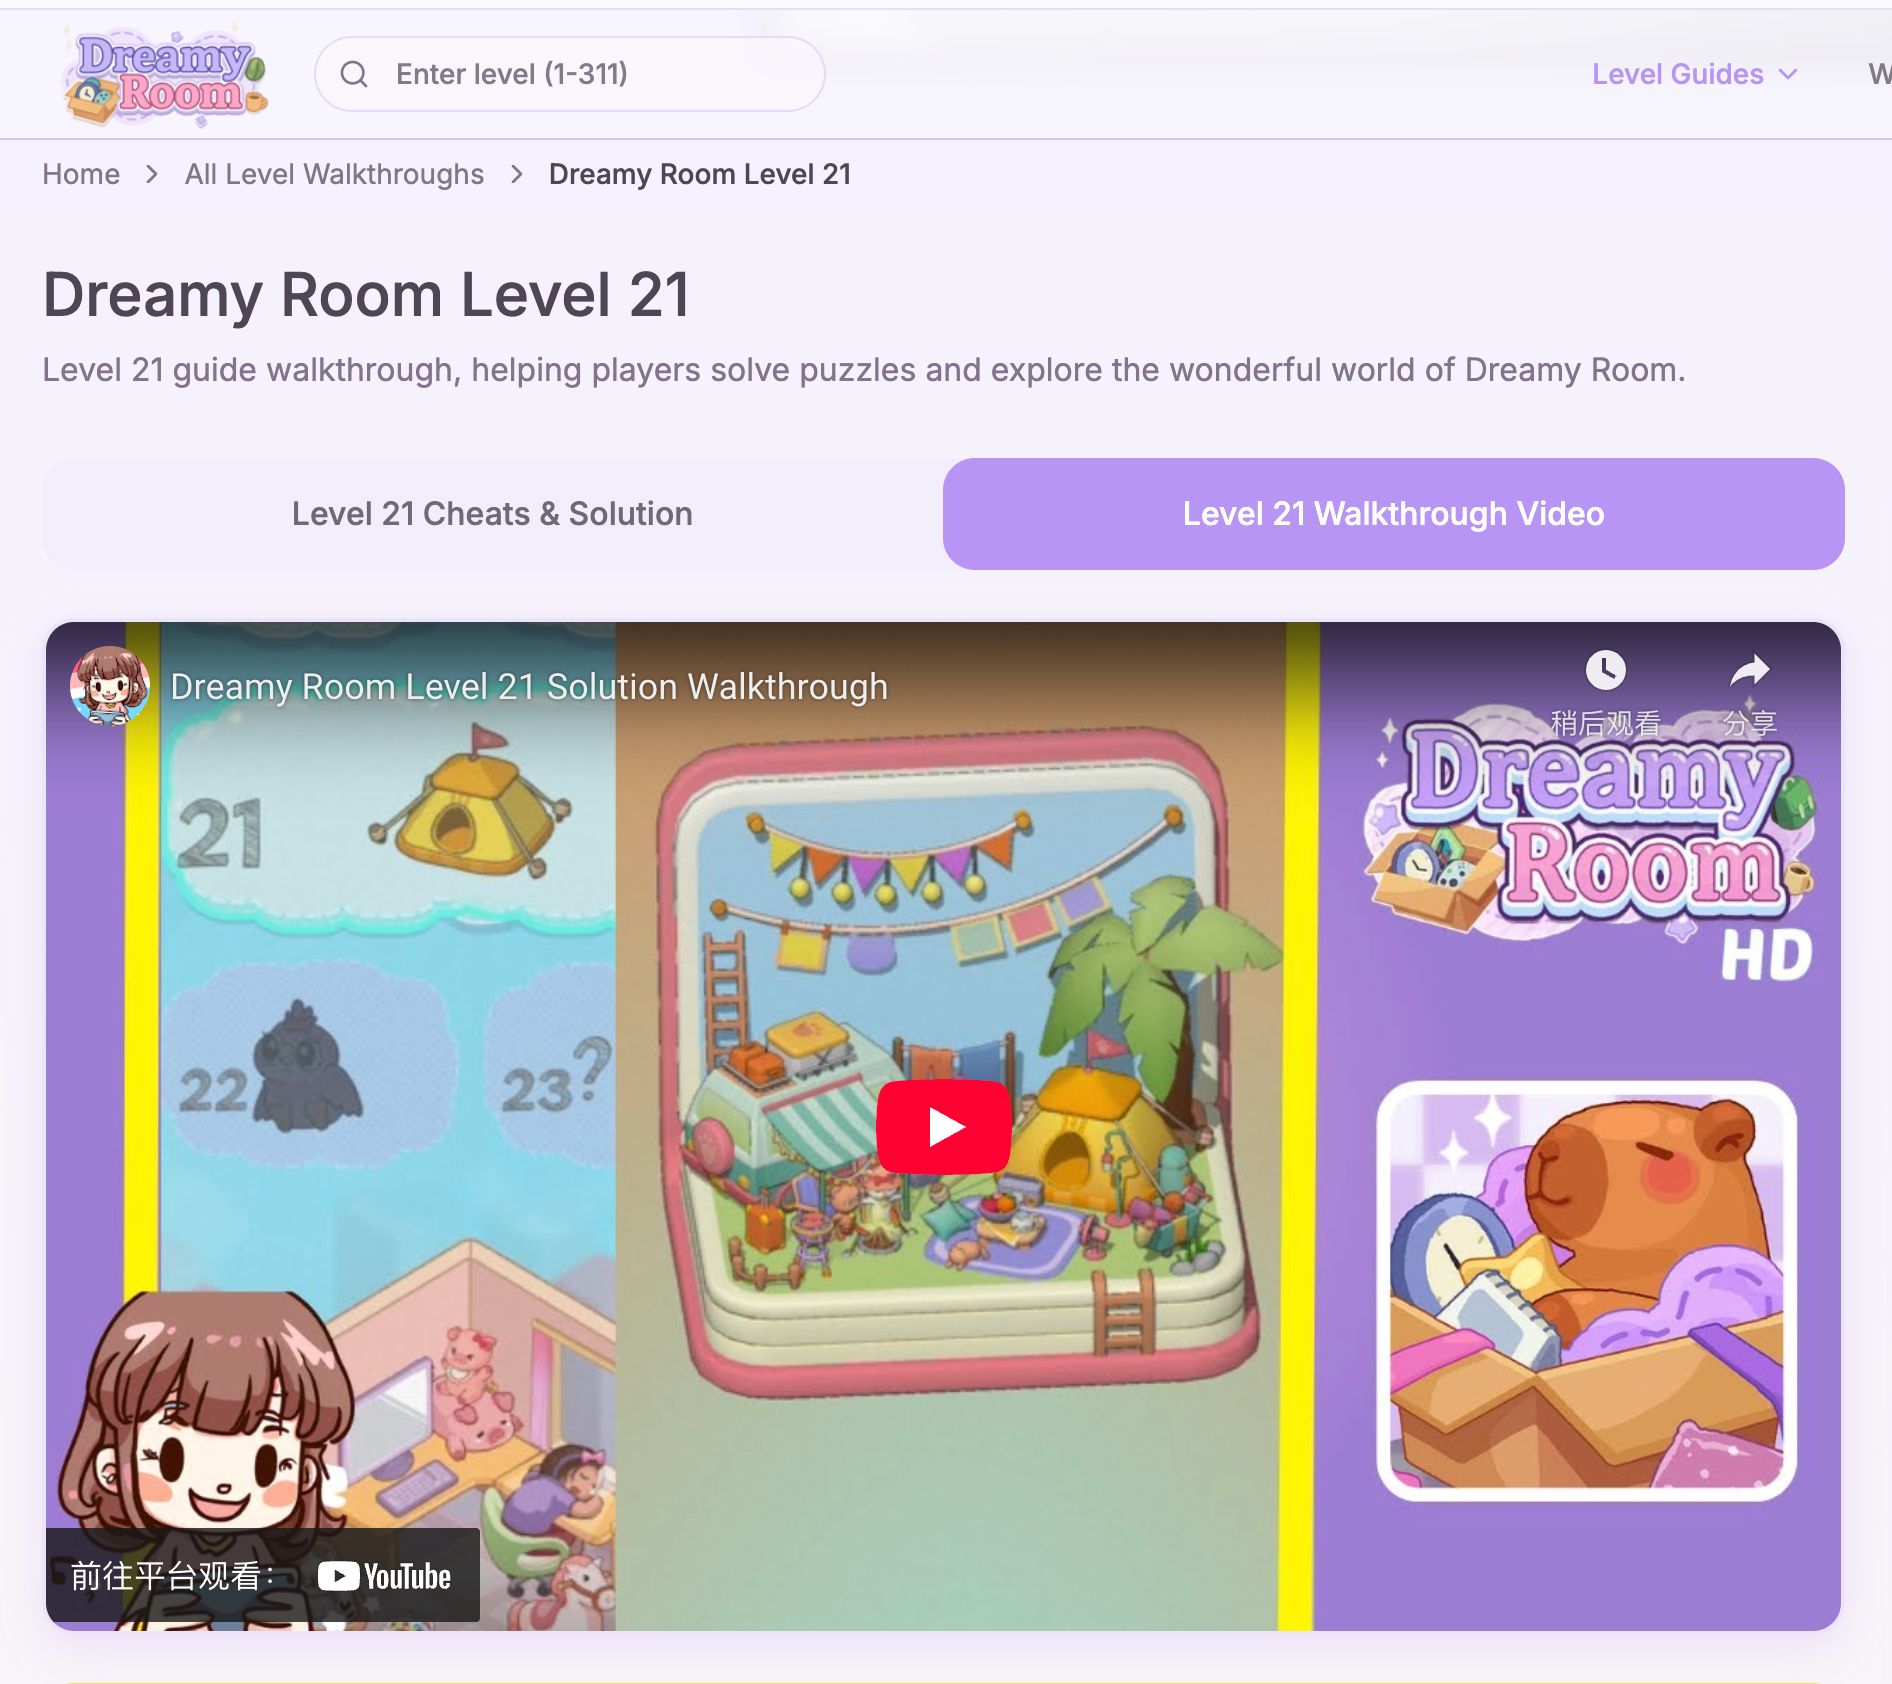 Dreamy
Room
Enter level (1-311)
Level Guides
W
Home > All Level Walkthroughs > Dreamy Room Level 21
Dreamy Room Level 21
Level 21 guide walkthrough, helping players solve puzzles and explore the wonderful world of Dreamy Room.
Level 21 Cheats & Solution
Level 21 Walkthrough Video
Dreamy Room Level 21 Solution Walkthrough
稍后观看
分享
Dreamy
Room
HD
21
22
23?
前往平台观看：
YouTube